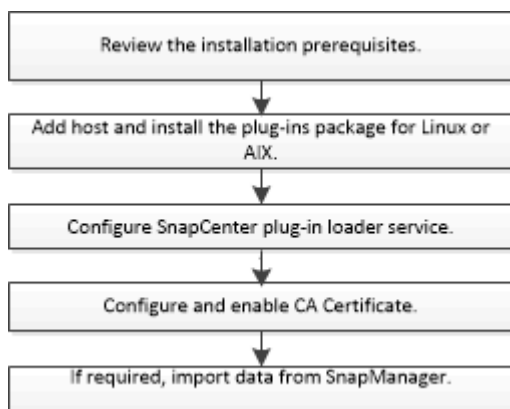 Review the installation prerequisites.
Add host and install the plug-ins package for Linux or
AIX.
Configure SnapCenter plug-in loader service.
Configure and enable CA Certificate.
If required, import data from SnapManager.